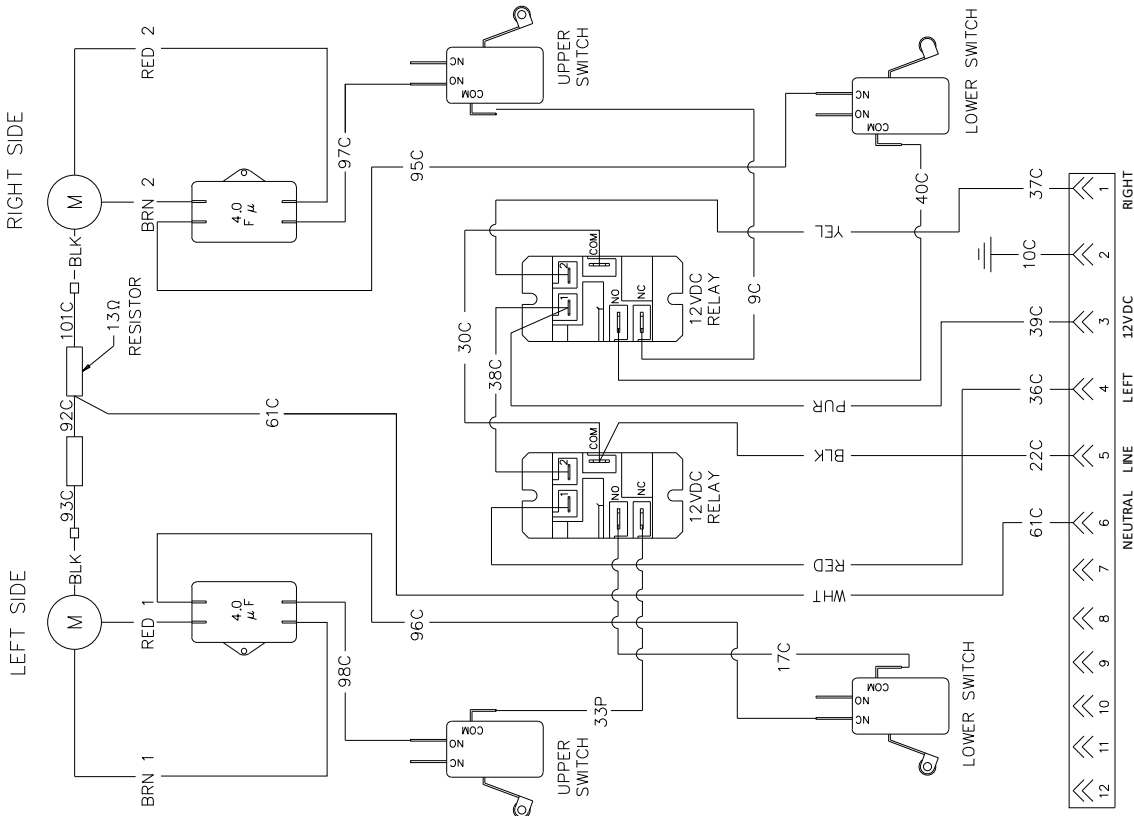 LEFT SIDE
RIGHT SIDE
M
BLK
93C
92C
101C
BLK
M
13Ω
RESISTOR
BRN 1
RED 1
BRN 2
RED 2
4.0
µ F
4.0
F µ
98C
96C
61C
95C
97C
COM
NO
NC
UPPER
SWITCH
NC
NO
COM
UPPER
SWITCH
33P
38C
30C
1
2
COM
NO
NC
12VDC
RELAY
1
2
COM
NO
NC
12VDC
RELAY
9C
17C
40C
WHT
RED
BLK
PUR
YEL
COM
NO
NC
LOWER SWITCH
NC
NO
COM
LOWER SWITCH
61C
22C
36C
39C
10C
37C
12
11
10
9
8
7
6
5
4
3
2
1
NEUTRAL
LINE
LEFT
12VDC
RIGHT